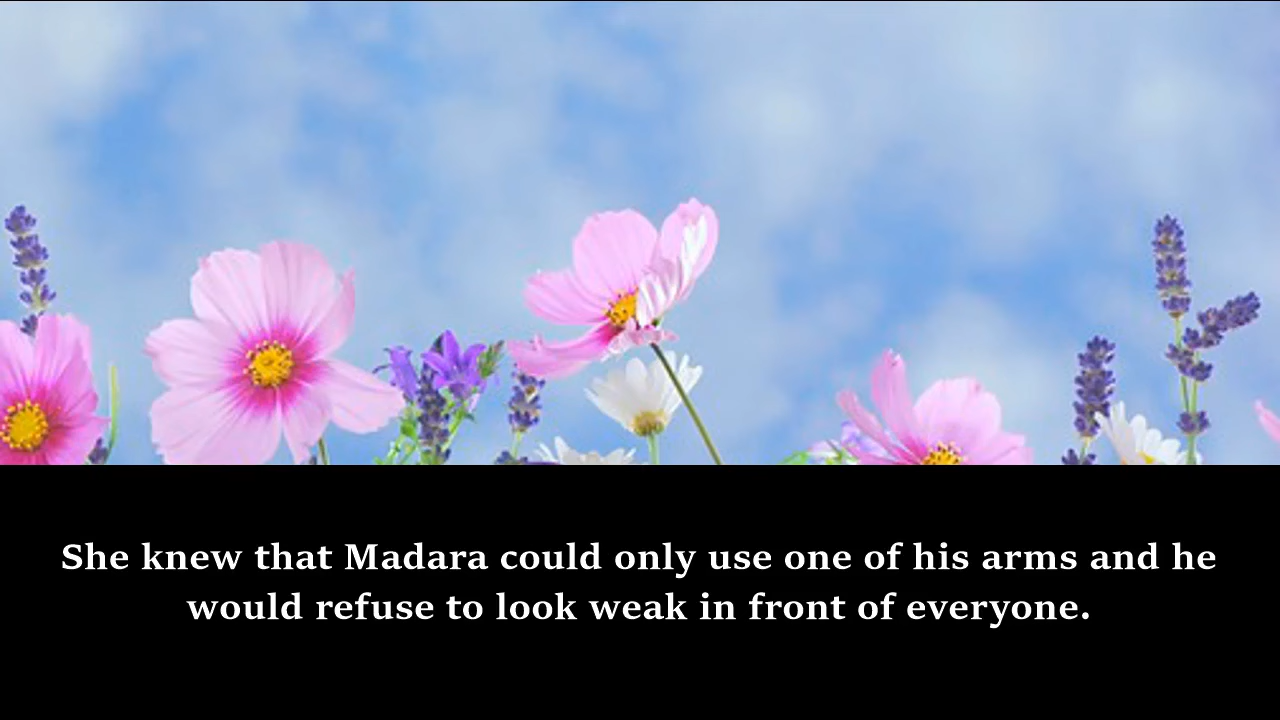 She knew that Madara could only use one of his arms and he
would refuse to look weak in front of everyone.